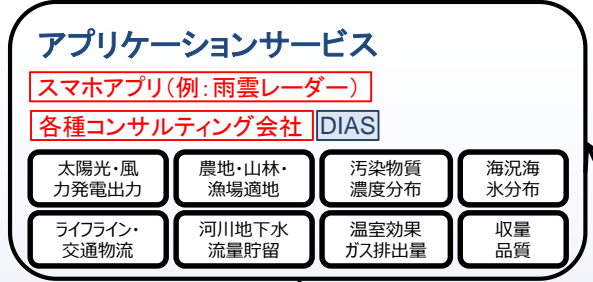 アプリケーションサービス
スマホアプリ（例：雨雲レーダー）
各種コンサルティング会社 DIAS
太陽光・風
力発電出力
農地・山林・
漁場適地
汚染物質
濃度分布
海況海
氷分布
ライフライン・
交通物流
河川地下水
流量貯留
温室効果
ガス排出量
収量
品質